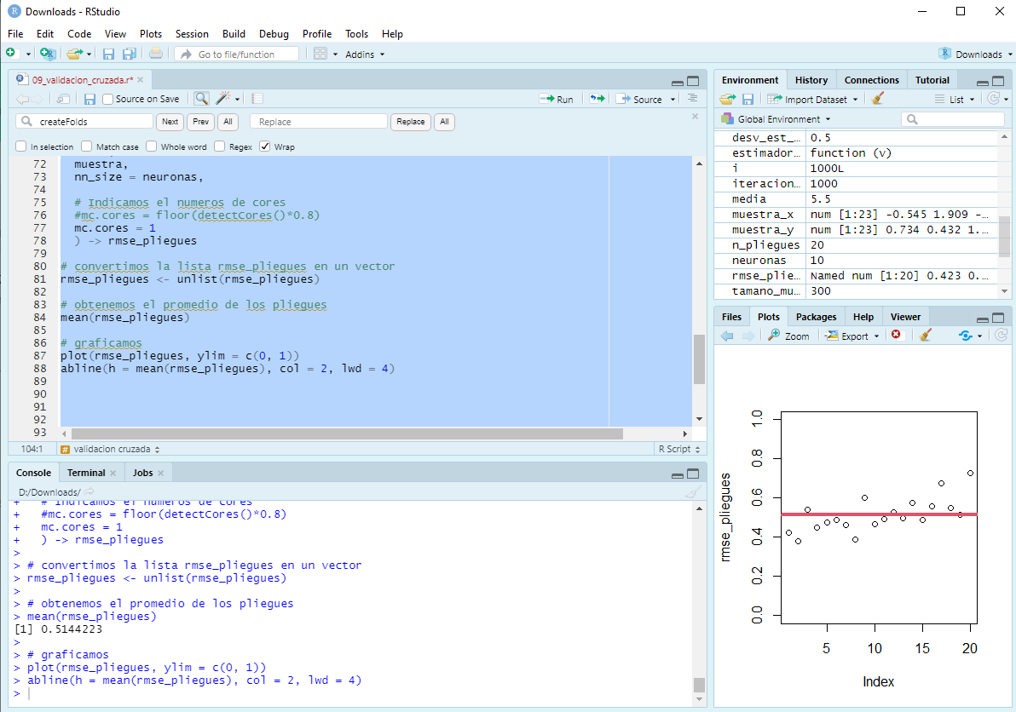 Downloads - RStudio
File Edit Code View Plots Session Build Debug Profile Tools Help
Go to file/function Addins Downloads
09_validacion_cruzada.r*
Source on Save Run Source
createFolds Next Prev All Replace Replace All
In selection Match case Whole word Regex Wrap
72 muestra,
73 nn_size = neuronas,
74
75 # Indicamos el numeros de cores
76 #mc.cores = floor(detectCores()*0.8)
77 mc.cores = 1
78 ) -> rmse_pliegues
79
80 # convertimos la lista rmse_pliegues en un vector
81 rmse_pliegues <- unlist(rmse_pliegues)
82
83 # obtenemos el promedio de los pliegues
84 mean(rmse_pliegues)
85
86 # graficamos
87 plot(rmse_pliegues, ylim = c(0, 1))
88 abline(h = mean(rmse_pliegues), col = 2, lwd = 4)
89
90
91
92
93
104:1 # validacion cruzada R Script
Console Terminal Jobs
D:/Downloads/
+ # Indicamos el numeros de cores
+ #mc.cores = floor(detectCores()*0.8)
+ mc.cores = 1
+ ) -> rmse_pliegues
>
> # convertimos la lista rmse_pliegues en un vector
> rmse_pliegues <- unlist(rmse_pliegues)
>
> # obtenemos el promedio de los pliegues
> mean(rmse_pliegues)
[1] 0.5144223
>
> # graficamos
> plot(rmse_pliegues, ylim = c(0, 1))
> abline(h = mean(rmse_pliegues), col = 2, lwd = 4)
>
Environment History Connections Tutorial
Import Dataset List
Global Environment
desv_est_… 0.5
estimador… function (v)
i 1000L
iteracion… 1000
media 5.5
muestra_x num [1:23] -0.545 1.909 -…
muestra_y num [1:23] 0.734 0.432 1.…
n_pliegues 20
neuronas 10
rmse_plie… Named num [1:20] 0.423 0.…
tamano_mu… 300
Files Plots Packages Help Viewer
Zoom Export
1.0
0.8
0.6
0.4
0.2
0.0
rmse_pliegues
5 10 15 20
Index